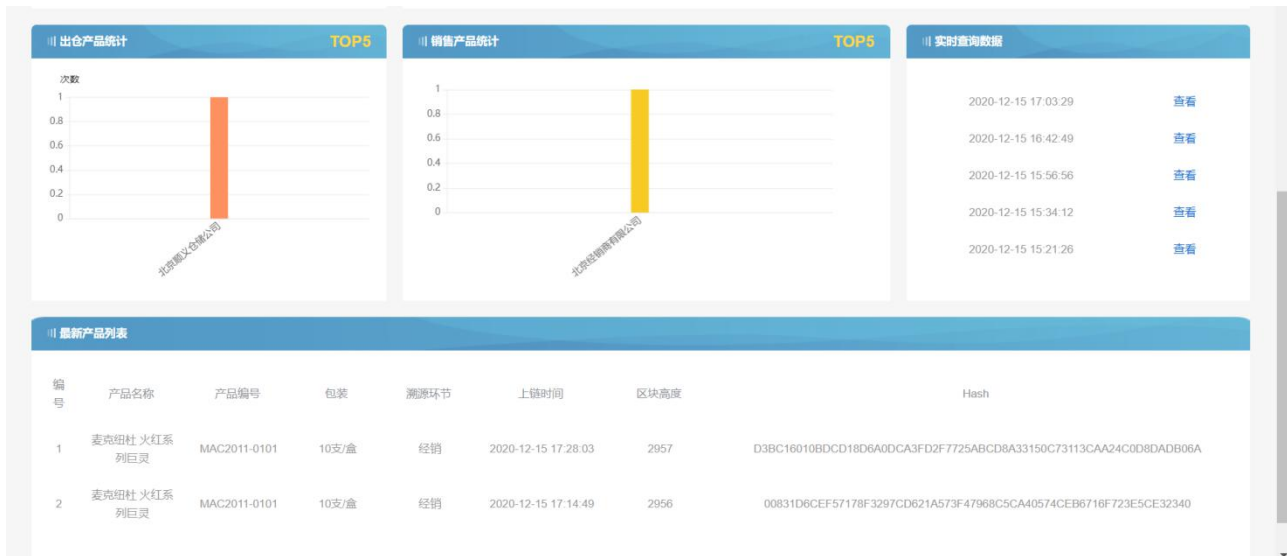 出仓产品统计 TOP5
次数
1
0.8
0.6
0.4
0.2
0
北京顺义仓储公司
销售产品统计 TOP5
1
0.8
0.6
0.4
0.2
0
北京经销商有限公司
实时查询数据
2020-12-15 17:03:29 查看
2020-12-15 16:42:49 查看
2020-12-15 15:56:56 查看
2020-12-15 15:34:12 查看
2020-12-15 15:21:26 查看
最新产品列表
编号 产品名称 产品编号 包装 溯源环节 上链时间 区块高度 Hash
1 麦克纽杜 火红系列巨灵 MAC2011-0101 10支/盒 经销 2020-12-15 17:28:03 2957 D3BC16010BDCD18D6A0DCA3FD2F7725ABCD8A33150C73113CAA24C0D8DADB06A
2 麦克纽杜 火红系列巨灵 MAC2011-0101 10支/盒 经销 2020-12-15 17:14:49 2956 00831D6CEF57178F3297CD621A573F47968C5CA40574CEB6716F723E5CE32340